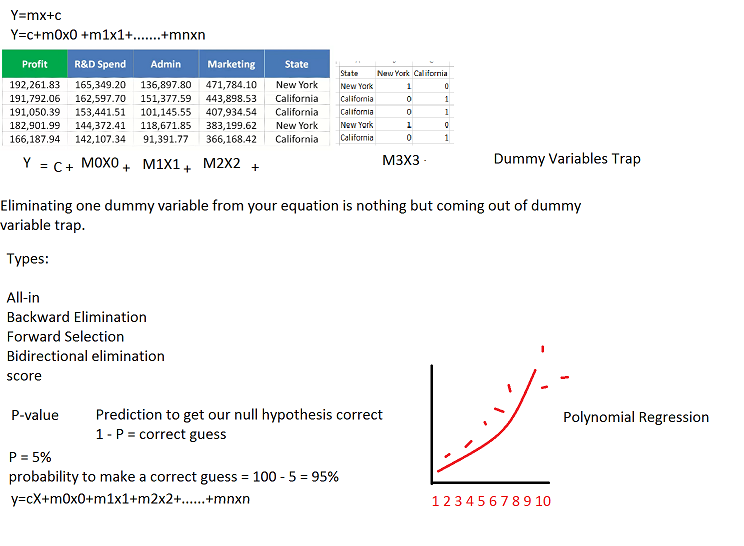 Y=mx+c
Y=c+m0x0 +m1x1+.......+mnxn
Profit R&D Spend Admin Marketing State
192,261.83 165,349.20 136,897.80 471,784.10 New York
191,792.06 162,597.70 151,377.59 443,898.53 California
191,050.39 153,441.51 101,145.55 407,934.54 California
182,901.99 144,372.41 118,671.85 383,199.62 New York
166,187.94 142,107.34 91,391.77 366,168.42 California
State New York California
New York 1 0
California 0 1
California 0 1
New York 1 0
California 0 1
Y = C+ M0X0 + M1X1 + M2X2 + M3X3 Dummy Variables Trap
Eliminating one dummy variable from your equation is nothing but coming out of dummy
variable trap.
Types:
All-in
Backward Elimination
Forward Selection
Bidirectional elimination
score
P-value Prediction to get our null hypothesis correct
1 - P = correct guess
P = 5%
probability to make a correct guess = 100 - 5 = 95%
y=cX+m0x0+m1x1+m2x2+......+mnxn
Polynomial Regression
1 2 3 4 5 6 7 8 9 10